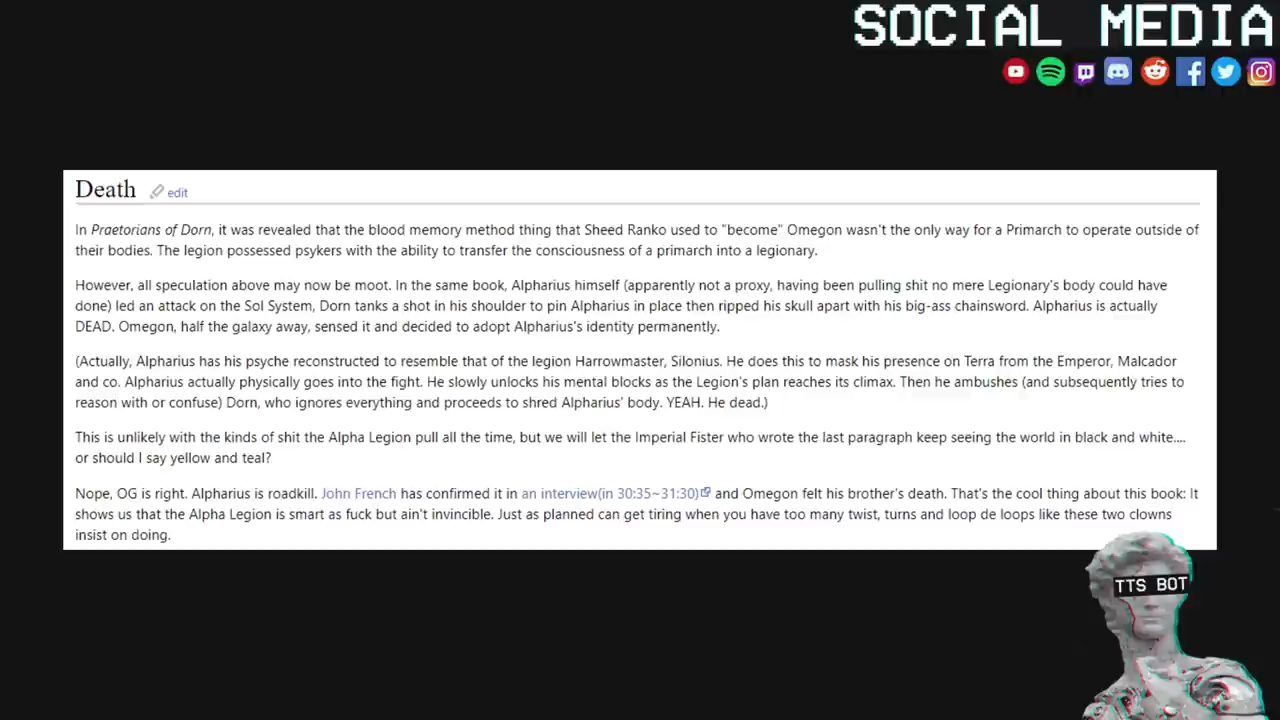 SOCIAL MEDIA
Death edit
In Praetorians of Dorn, it was revealed that the blood memory method thing that Sheed Ranko used to "become" Omegon wasn't the only way for a Primarch to operate outside of
their bodies. The legion possessed psykers with the ability to transfer the consciousness of a primarch into a legionary.
However, all speculation above may now be moot. In the same book, Alpharius himself (apparently not a proxy, having been pulling shit no mere Legionary's body could have
done) led an attack on the Sol System, Dorn tanks a shot in his shoulder to pin Alpharius in place then ripped his skull apart with his big-ass chainsword. Alpharius is actually
DEAD. Omegon, half the galaxy away, sensed it and decided to adopt Alpharius's identity permanently.
(Actually, Alpharius has his psyche reconstructed to resemble that of the legion Harrowmaster, Silonius. He does this to mask his presence on Terra from the Emperor, Malcador
and co. Alpharius actually physically goes into the fight. He slowly unlocks his mental blocks as the Legion's plan reaches its climax. Then he ambushes (and subsequently tries to
reason with or confuse) Dorn, who ignores everything and proceeds to shred Alpharius' body. YEAH. He dead.)
This is unlikely with the kinds of shit the Alpha Legion pull all the time, but we will let the Imperial Fister who wrote the last paragraph keep seeing the world in black and white....
or should I say yellow and teal?
Nope, OG is right. Alpharius is roadkill. John French has confirmed it in an interview(in 30:35~31:30) and Omegon felt his brother's death. That's the cool thing about this book: It
shows us that the Alpha Legion is smart as fuck but ain't invincible. Just as planned can get tiring when you have too many twist, turns and loop de loops like these two clowns
insist on doing.
TTS BOT